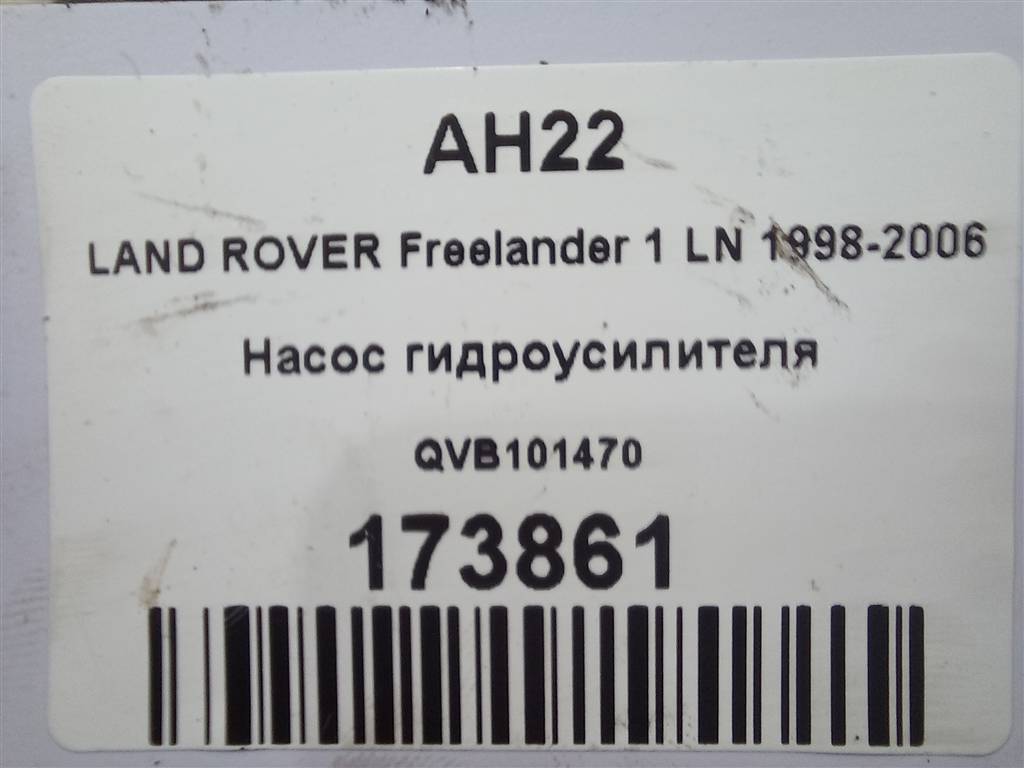 AH22
LAND ROVER Freelander 1 LN 1998-2006
Насос гидроусилителя
QVB101470
173861